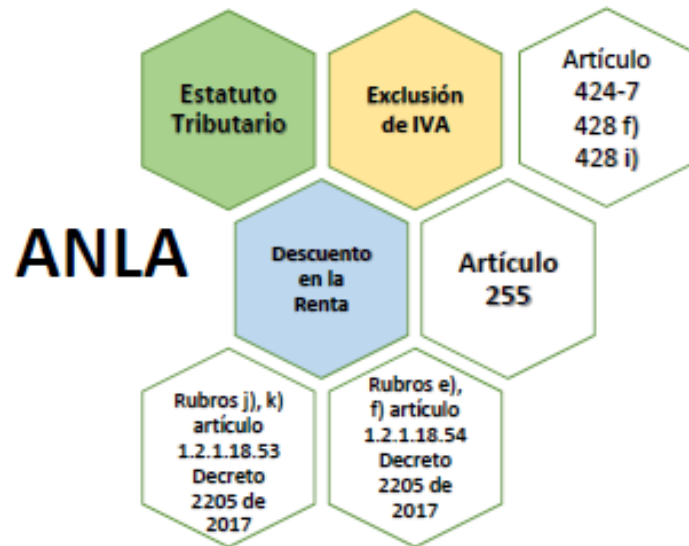 Estatuto
Tributario
Exclusión
de IVA
Artículo
424-7
428 f)
428 i)
ANLA
Descuento
en la
Renta
Artículo
255
Rubros j), k)
artículo
1.2.1.18.53
Decreto
2205 de
2017
Rubros e),
f) artículo
1.2.1.18.54
Decreto
2205 de
2017